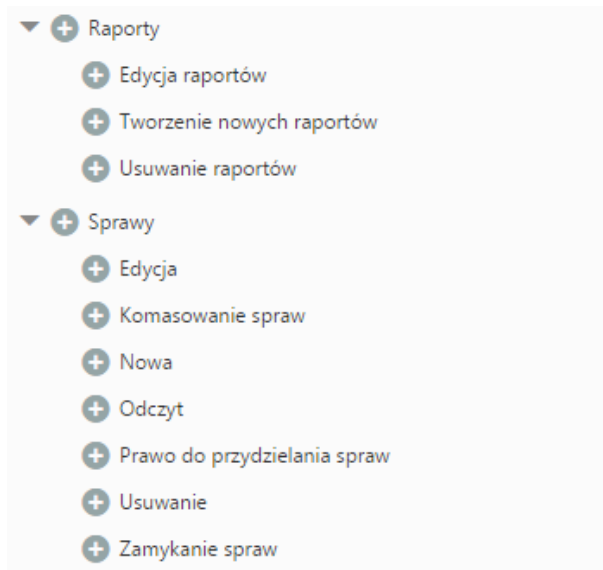 Raporty
Edycja raportów
Tworzenie nowych raportów
Usuwanie raportów
Sprawy
Edycja
Komasowanie spraw
Nowa
Odczyt
Prawo do przydzielania spraw
Usuwanie
Zamykanie spraw